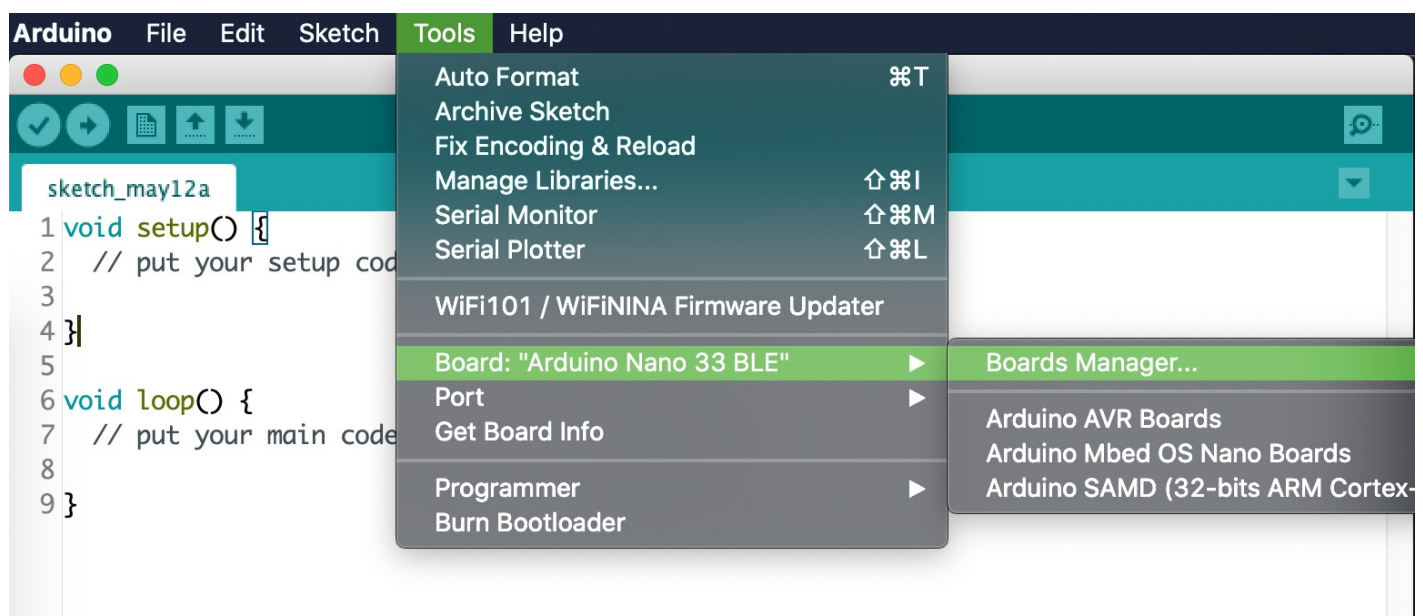 Arduino File Edit Sketch Tools Help
Auto Format ⌘T
Archive Sketch
Fix Encoding & Reload
Manage Libraries... ⇧⌘I
Serial Monitor ⇧⌘M
Serial Plotter ⇧⌘L
WiFi101 / WiFiNINA Firmware Updater
Board: "Arduino Nano 33 BLE" ▶
Port ▶
Get Board Info
Programmer ▶
Burn Bootloader
Boards Manager...
Arduino AVR Boards
Arduino Mbed OS Nano Boards
Arduino SAMD (32-bits ARM Cortex-
sketch_may12a
1 void setup() {
2 // put your setup cod
3
4 }
5
6 void loop() {
7 // put your main code
8
9 }